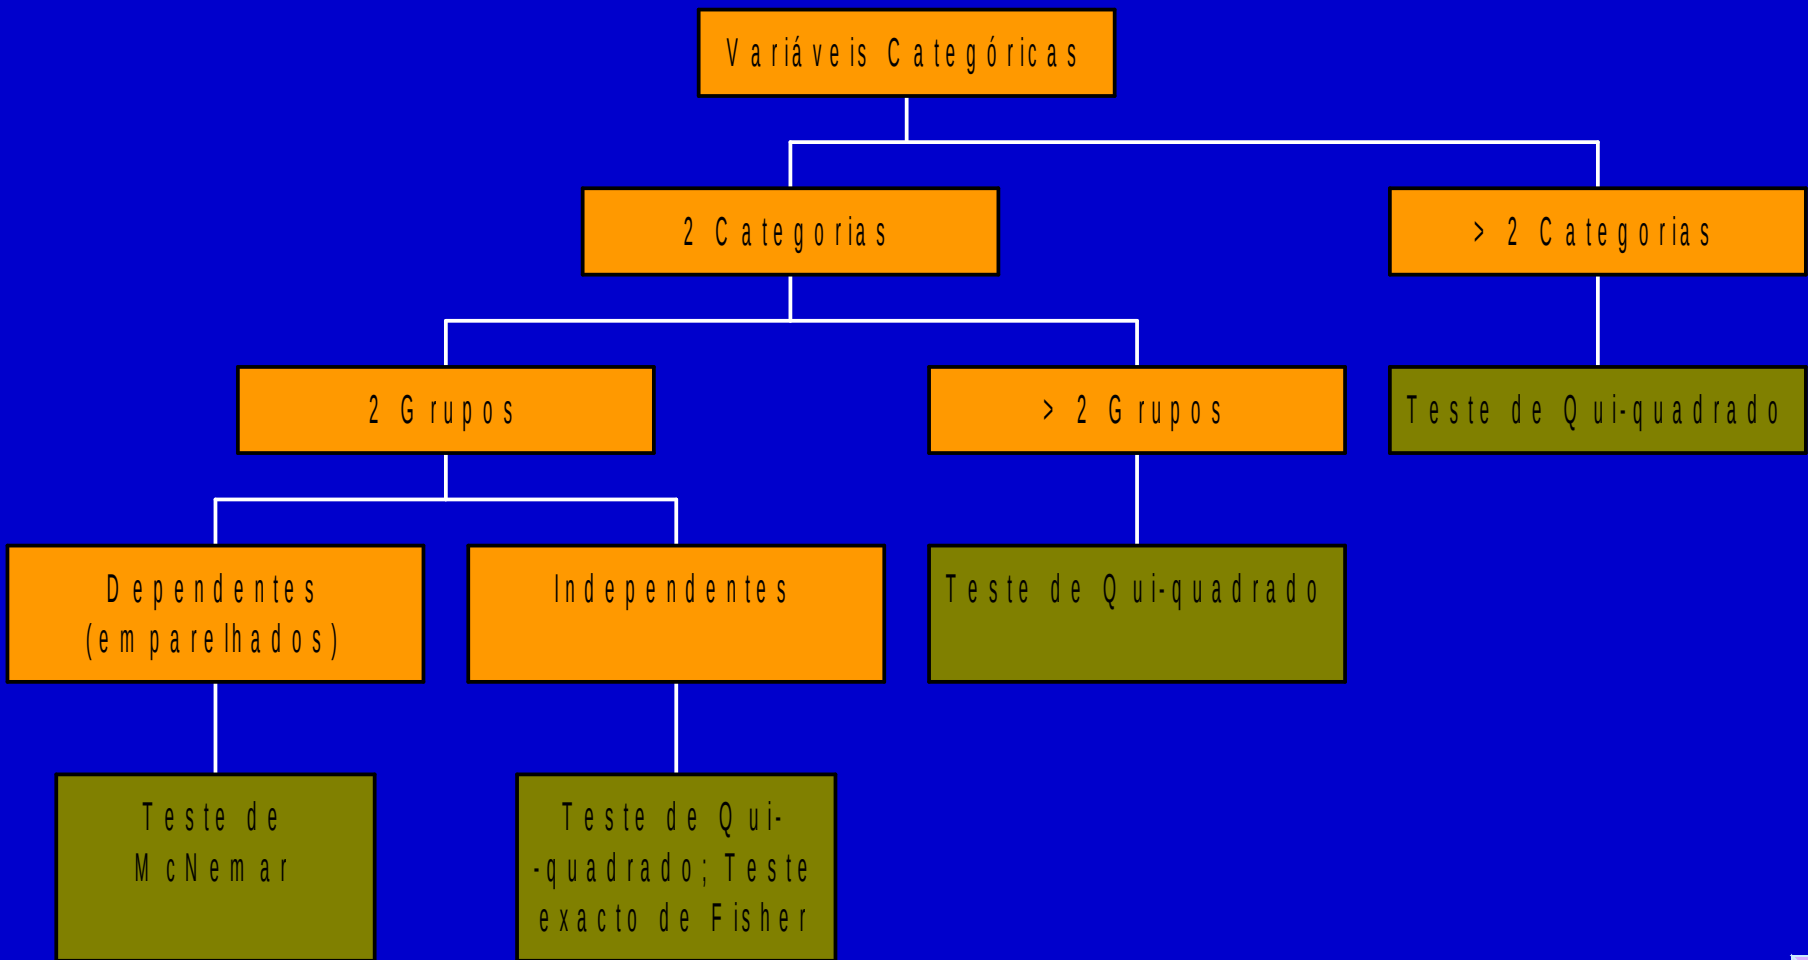 Variáveis Categóricas
2 Categorias
> 2 Categorias
2 Grupos
> 2 Grupos
Teste de Qui-quadrado
Dependentes
(emparelhados)
Independentes
Teste de Qui-quadrado
Teste de
McNemar
Teste de Qui-
-quadrado; Teste
exacto de Fisher